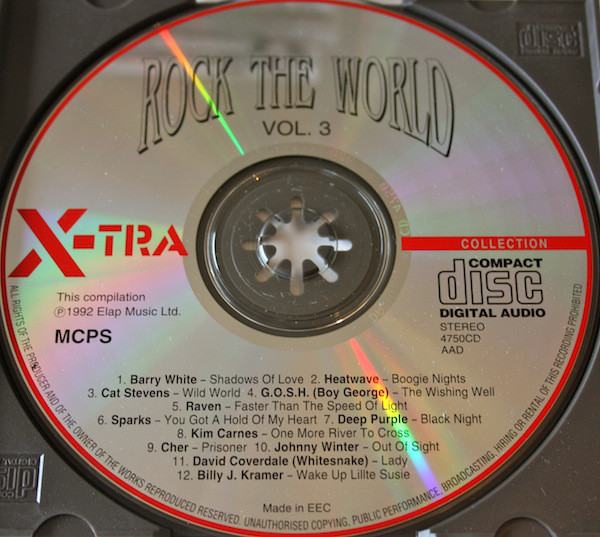 ROCK THE WORLD
VOL. 3
X-TRA
COLLECTION
COMPACT
disc
DIGITAL AUDIO
STEREO
4750CD
AAD
This compilation
Ⓟ1992 Elap Music Ltd.
MCPS
1. Barry White – Shadows Of Love 2. Heatwave – Boogie Nights
3. Cat Stevens – Wild World 4. G.O.S.H. (Boy George) – The Wishing Well
5. Raven – Faster Than The Speed Of Light
6. Sparks – You Got A Hold Of My Heart 7. Deep Purple – Black Night
8. Kim Carnes – One More River To Cross
9. Cher – Prisoner 10. Johnny Winter – Out Of Sight
11. David Coverdale (Whitesnake) – Lady
12. Billy J. Kramer – Wake Up Lillte Susie
Made in EEC
ALL RIGHTS OF THE PRODUCER AND OF THE OWNER OF THE WORKS REPRODUCED RESERVED. UNAUTHORISED COPYING, PUBLIC PERFORMANCE, BROADCASTING, HIRING OR RENTAL OF THIS RECORDING PROHIBITED
disc